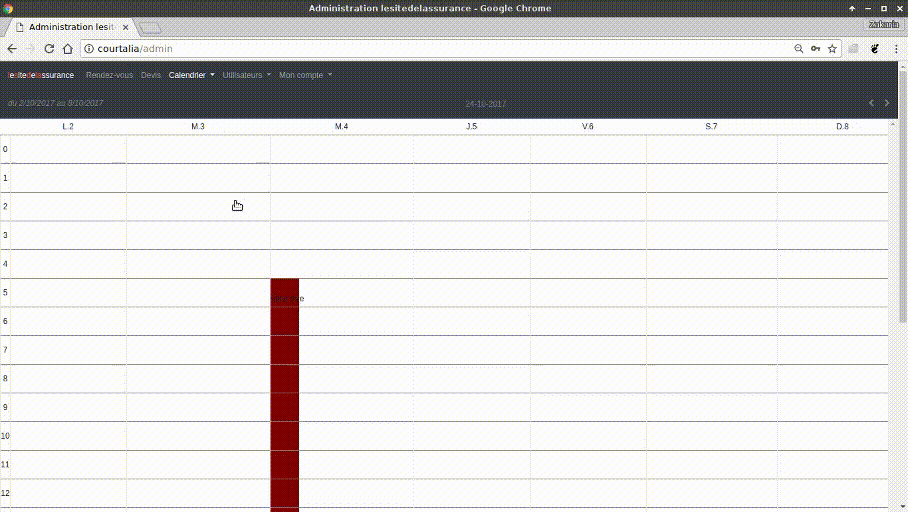 Administration lesitedelassurance - Google Chrome
Administration lesit
Zakaria
courtalia/admin
lesitedelassurance Rendez-vous Devis Calendrier Utilisateurs Mon compte
du 2/10/2017 au 8/10/2017 24-10-2017
L.2 M.3 M.4 J.5 V.6 S.7 D.8
0
1
2
3
4
5
6
7
8
9
10
11
12